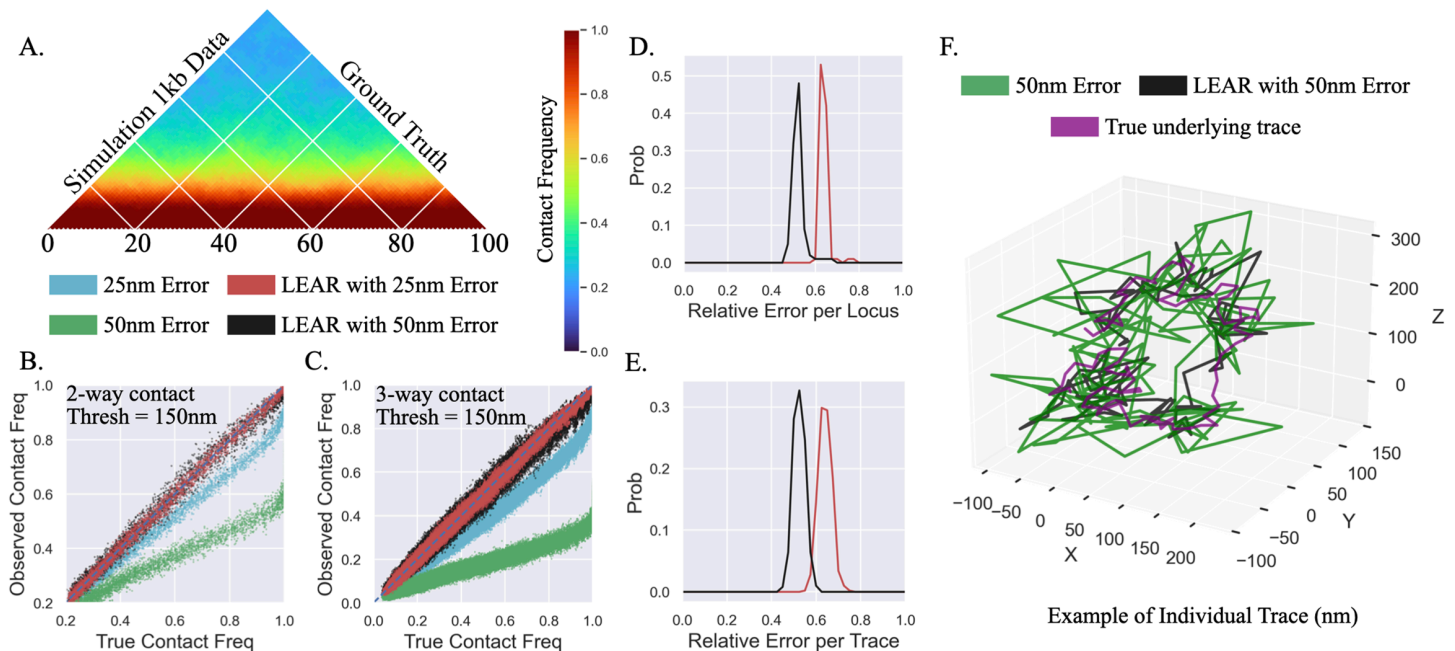 A.
Simulation 1kb Data
Ground Truth
0 20 40 60 80 100
Contact Frequency
1.0
0.8
0.6
0.4
0.2
0.0
25nm Error
LEAR with 25nm Error
50nm Error
LEAR with 50nm Error
B.
2-way contact
Thresh = 150nm
Observed Contact Freq
1.0
0.8
0.6
0.4
0.2
0.2 0.4 0.6 0.8 1.0
True Contact Freq
C.
3-way contact
Thresh = 150nm
Observed Contact Freq
1.0
0.8
0.6
0.4
0.2
0.0
0.0 0.2 0.4 0.6 0.8 1.0
True Contact Freq
D.
Prob
0.5
0.4
0.3
0.2
0.1
0.0
0.0 0.2 0.4 0.6 0.8 1.0
Relative Error per Locus
E.
Prob
0.3
0.2
0.1
0.0
0.0 0.2 0.4 0.6 0.8 1.0
Relative Error per Trace
F.
50nm Error
LEAR with 50nm Error
True underlying trace
300
200
100
0
Z
150
100
50
0
−50
−100
Y
−100
−50
0
50
100
150
200
X
Example of Individual Trace (nm)